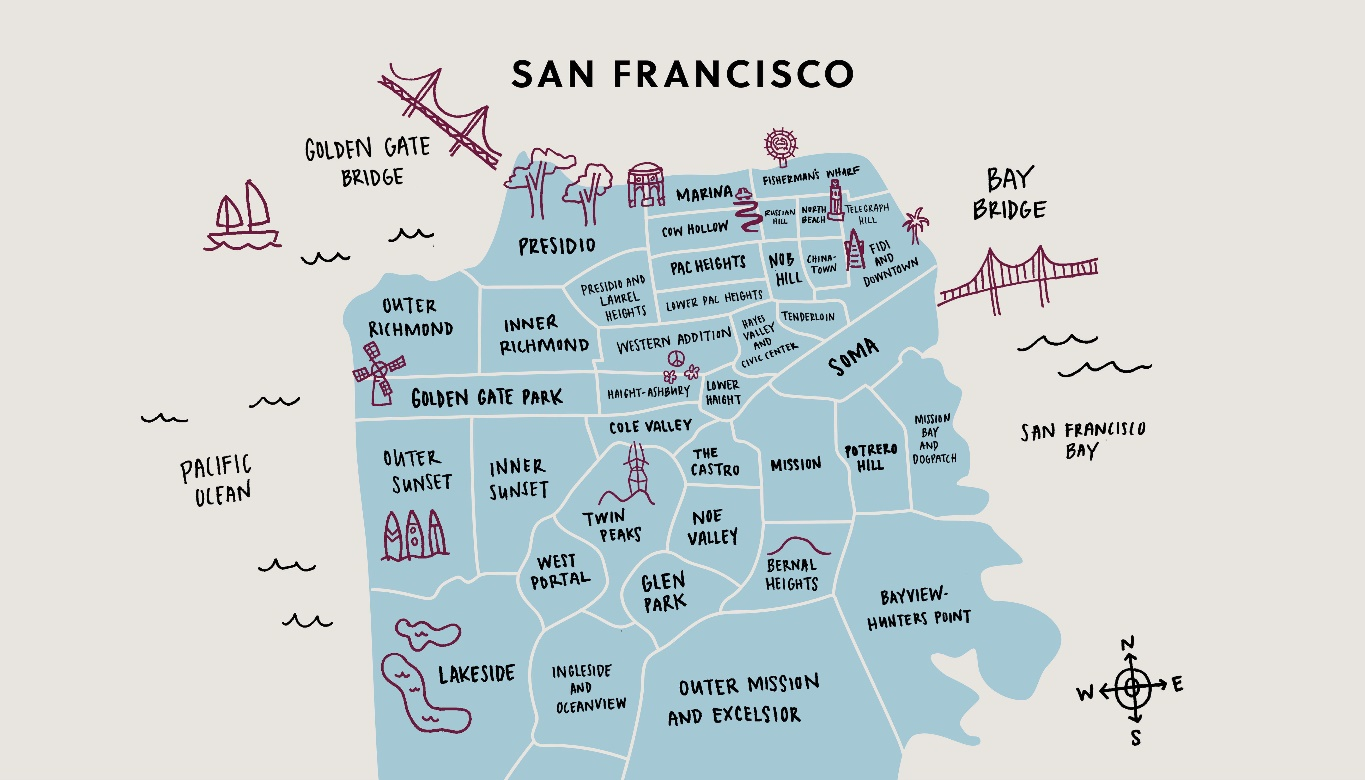 SAN FRANCISCO
GOLDEN GATE
BRIDGE
BAY
BRIDGE
MARINA
FISHERMAN'S WHARF
COW HOLLOW
RUSSIAN
HILL
NORTH
BEACH
TELEGRAPH
HILL
PRESIDIO
PAC HEIGHTS
NOB
HILL
CHINA-
TOWN
FIDI
AND
DOWNTOWN
PRESIDIO AND
LAUREL
HEIGHTS
LOWER PAC HEIGHTS
OUTER
RICHMOND
INNER
RICHMOND
WESTERN ADDITION
HAYES
VALLEY
AND
CIVIC CENTER
TENDERLOIN
SOMA
GOLDEN GATE PARK
HAIGHT-ASHBURY
LOWER
HAIGHT
COLE VALLEY
MISSION
BAY
AND
DOGPATCH
SAN FRANCISCO
BAY
PACIFIC
OCEAN
OUTER
SUNSET
INNER
SUNSET
THE
CASTRO
MISSION
POTRERO
HILL
TWIN
PEAKS
NOE
VALLEY
WEST
PORTAL
GLEN
PARK
BERNAL
HEIGHTS
BAYVIEW-
HUNTERS POINT
LAKESIDE
INGLESIDE
AND
OCEANVIEW
OUTER MISSION
AND EXCELSIOR
N
W E
S